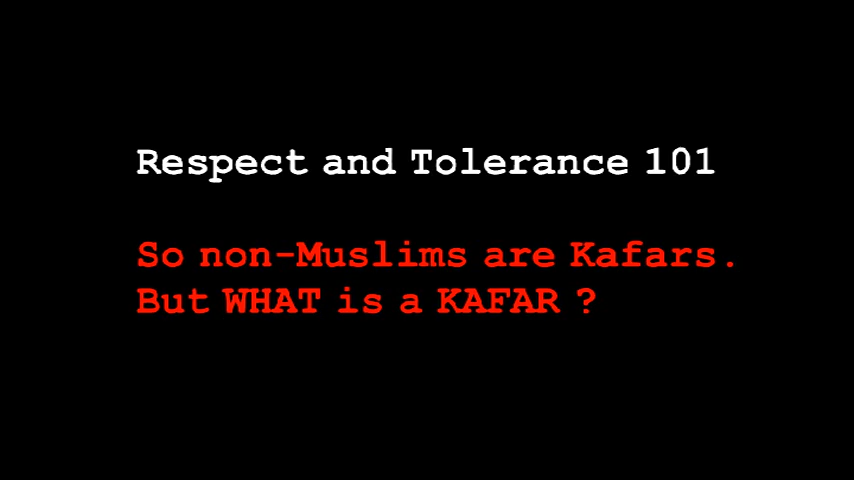 Respect and Tolerance 101
So non-Muslims are Kafars.
But WHAT is a KAFAR ?